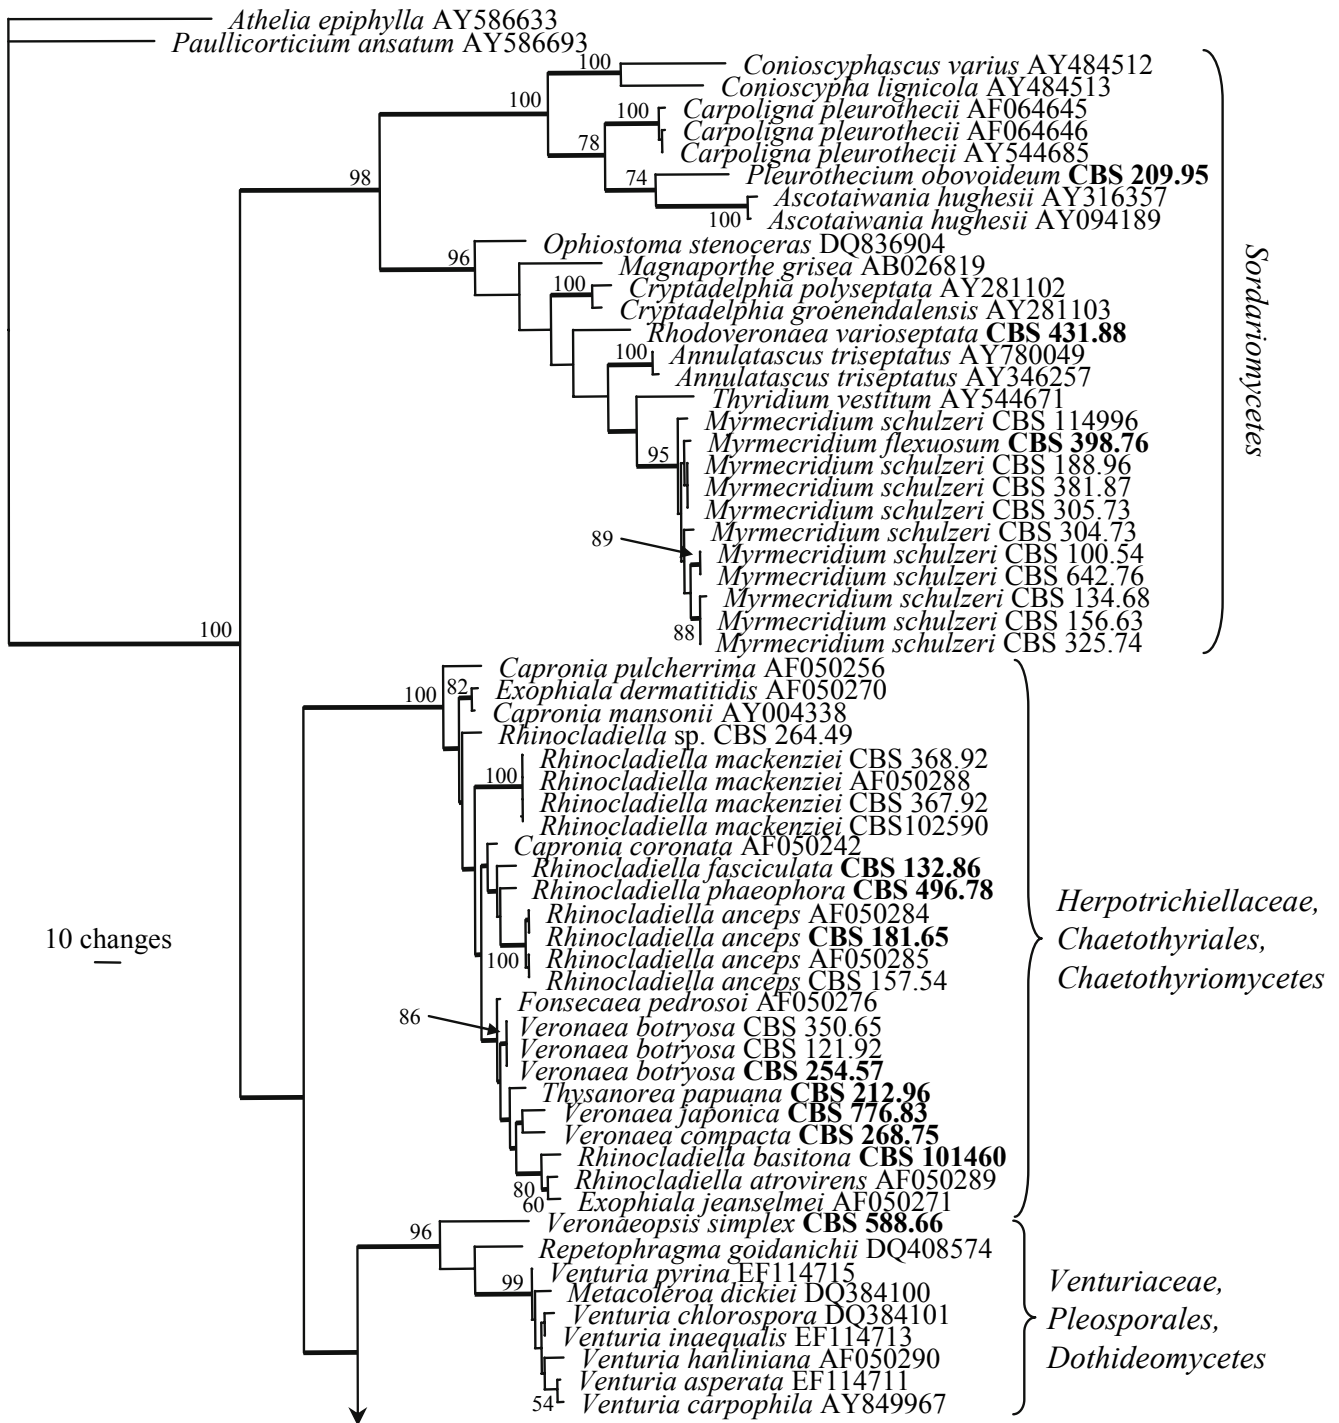 Athelia epiphylla AY586633
Paullicorticium ansatum AY586693
100
Conioscyphascus varius AY484512
Conioscypha lignicola AY484513
100
100
Carpoligna pleurothecii AF064645
Carpoligna pleurothecii AF064646
78
Carpoligna pleurothecii AY544685
98
74
Pleurothecium obovoideum CBS 209.95
Ascotaiwania hughesii AY316357
100
Ascotaiwania hughesii AY094189
Ophiostoma stenoceras DQ836904
96
Magnaporthe grisea AB026819
100
Cryptadelphia polyseptata AY281102
Cryptadelphia groenendalensis AY281103
Rhodoveronaea varioseptata CBS 431.88
100
Annulatascus triseptatus AY780049
Annulatascus triseptatus AY346257
Thyridium vestitum AY544671
Myrmecridium schulzeri CBS 114996
Myrmecridium flexuosum CBS 398.76
95
Myrmecridium schulzeri CBS 188.96
Myrmecridium schulzeri CBS 381.87
Myrmecridium schulzeri CBS 305.73
Myrmecridium schulzeri CBS 304.73
89
Myrmecridium schulzeri CBS 100.54
Myrmecridium schulzeri CBS 642.76
Myrmecridium schulzeri CBS 134.68
Myrmecridium schulzeri CBS 156.63
88
Myrmecridium schulzeri CBS 325.74
Sordariomycetes
100
Capronia pulcherrima AF050256
100
82
Exophiala dermatitidis AF050270
Capronia mansonii AY004338
Rhinocladiella sp. CBS 264.49
Rhinocladiella mackenziei CBS 368.92
100
Rhinocladiella mackenziei AF050288
Rhinocladiella mackenziei CBS 367.92
Rhinocladiella mackenziei CBS102590
Capronia coronata AF050242
Rhinocladiella fasciculata CBS 132.86
Rhinocladiella phaeophora CBS 496.78
Rhinocladiella anceps AF050284
Rhinocladiella anceps CBS 181.65
100
Rhinocladiella anceps AF050285
Rhinocladiella anceps CBS 157.54
Fonsecaea pedrosoi AF050276
86
Veronaea botryosa CBS 350.65
Veronaea botryosa CBS 121.92
Veronaea botryosa CBS 254.57
Thysanorea papuana CBS 212.96
Veronaea japonica CBS 776.83
Veronaea compacta CBS 268.75
Rhinocladiella basitona CBS 101460
80
Rhinocladiella atrovirens AF050289
60
Exophiala jeanselmei AF050271
Herpotrichiellaceae,
Chaetothyriales,
Chaetothyriomycetes
10 changes
96
Veronaeopsis simplex CBS 588.66
Repetophragma goidanichii DQ408574
99
Venturia pyrina EF114715
Metacoleroa dickiei DQ384100
Venturia chlorospora DQ384101
Venturia inaequalis EF114713
Venturia hanliniana AF050290
Venturia asperata EF114711
54
Venturia carpophila AY849967
Venturiaceae,
Pleosporales,
Dothideomycetes